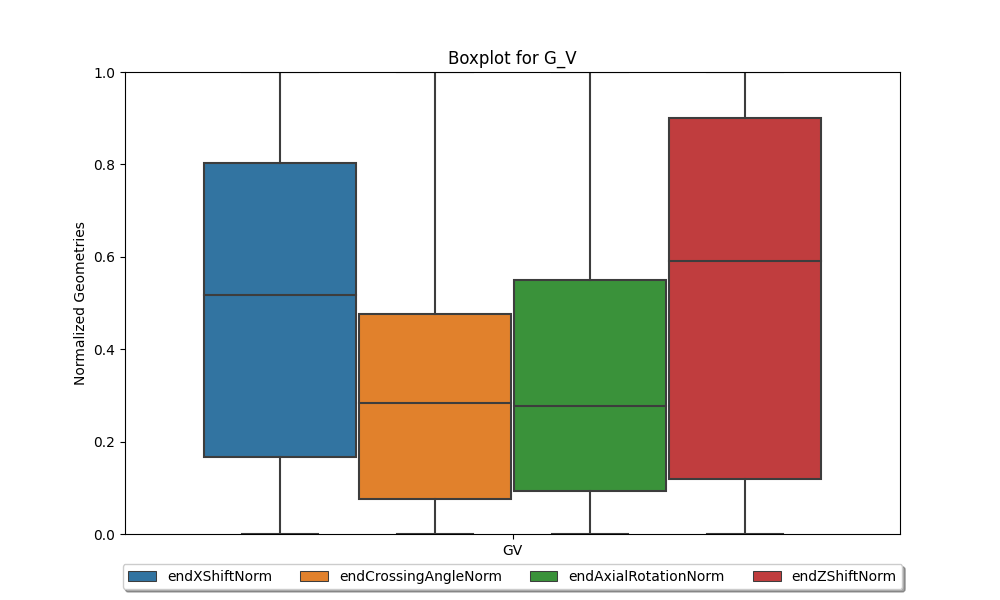 Boxplot for G_V
1.0
0.8
0.6
0.4
0.2
0.0
Normalized Geometries
GV
endXShiftNorm endCrossingAngleNorm endAxialRotationNorm endZShiftNorm